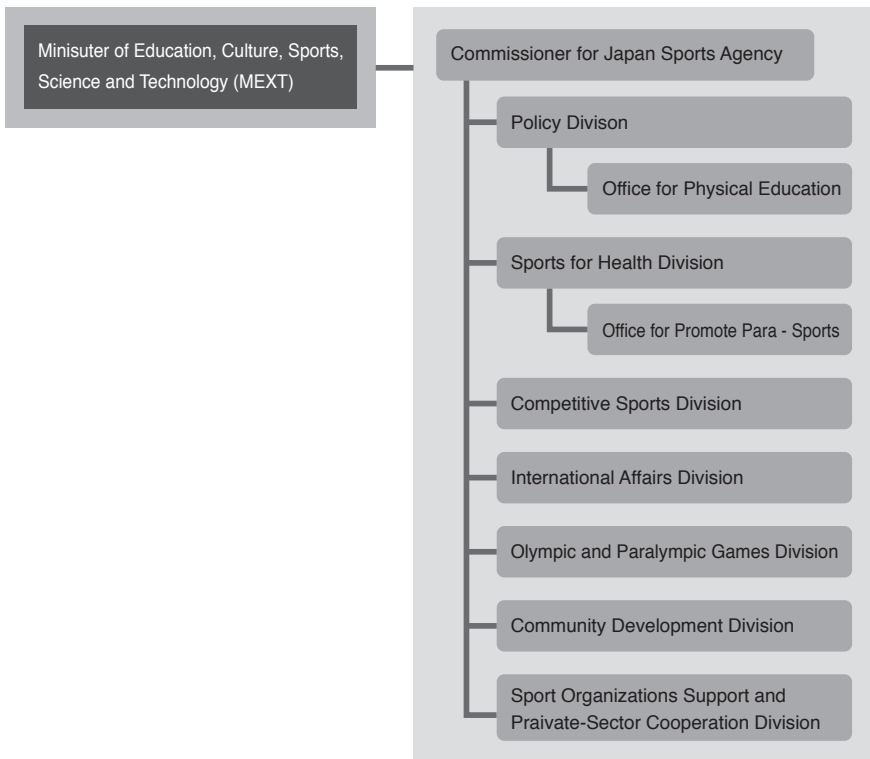 Minisuter of Education, Culture, Sports,
Science and Technology (MEXT)
Commissioner for Japan Sports Agency
Policy Divison
Office for Physical Education
Sports for Health Division
Office for Promote Para - Sports
Competitive Sports Division
International Affairs Division
Olympic and Paralympic Games Division
Community Development Division
Sport Organizations Support and
Praivate-Sector Cooperation Division